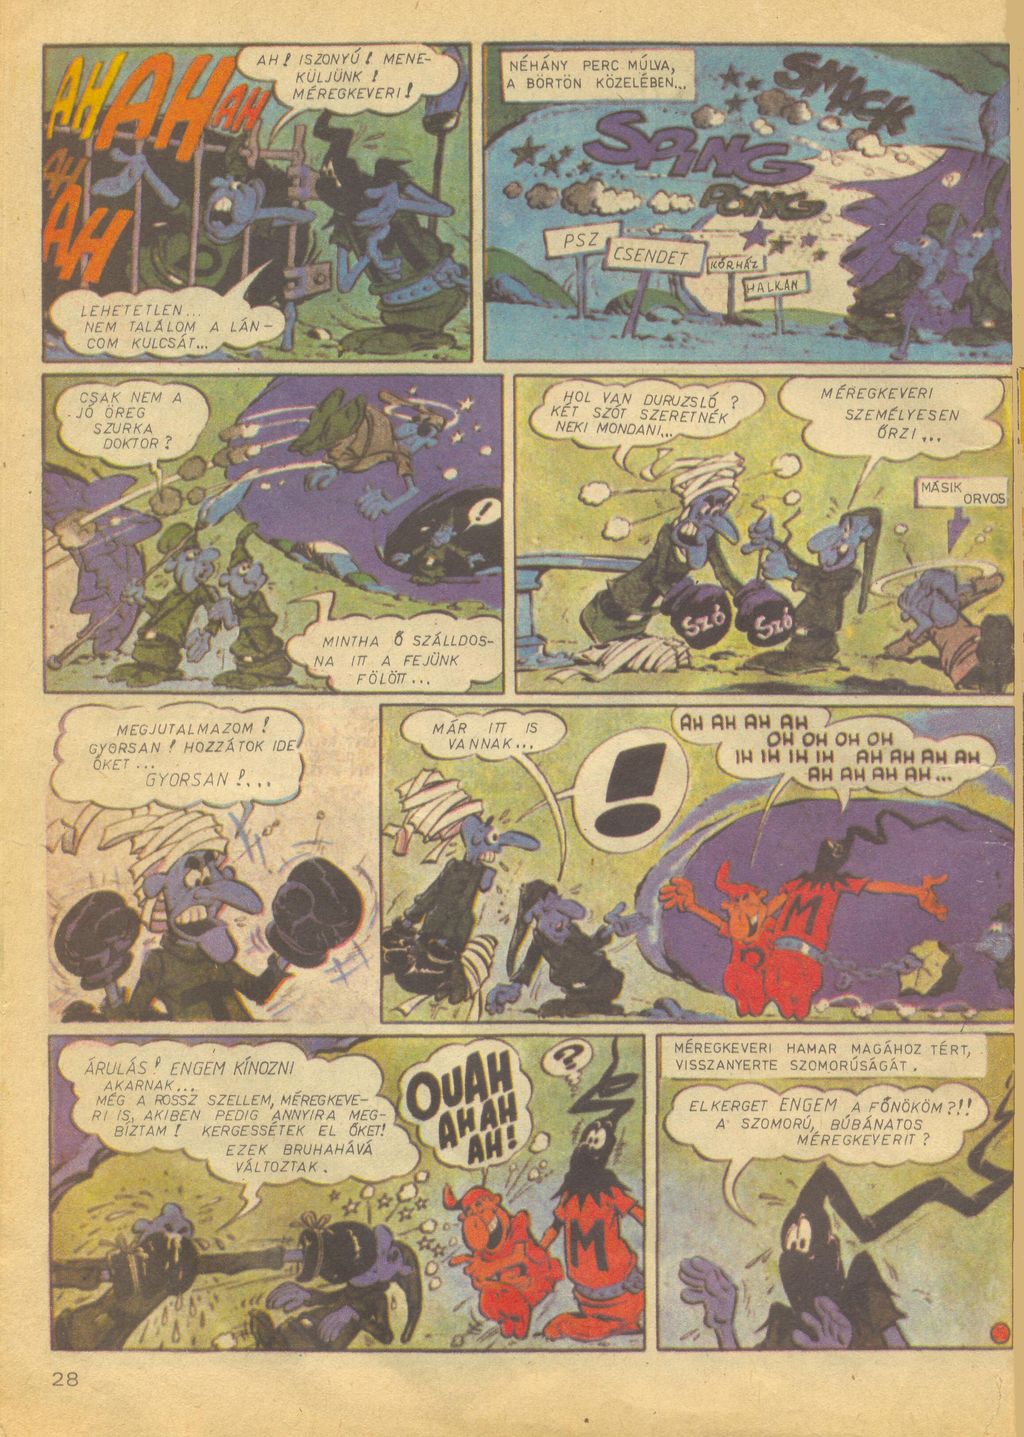 AH AH AH
AH
AH
AH! ISZONYÚ! MENE-
KÜLJÜNK!
MÉREGKEVERI!
LEHETETLEN...
NEM TALÁLOM A LÁN-
COM KULCSÁT...
NÉHÁNY PERC MÚLVA,
A BÖRTÖN KÖZELÉBEN...
SMACK
SPING
PONG
PSZ
CSENDET
KÓRHÁZ
HALKAN
!
CSAK NEM A
JÓ ÖREG
SZURKA
DOKTOR?
!
MINTHA Ő SZÁLLDOS-
NA ITT A FEJÜNK
FÖLÖTT...
HOL VAN DURUZSLÓ?
KÉT SZÓT SZERETNÉK
NEKI MONDANI...
MÉREGKEVERI
SZEMÉLYESEN
ŐRZI...
MÁSIK
ORVOS
SZÓ
SZÓ
MEGJUTALMAZOM!
GYORSAN! HOZZÁTOK IDE
ŐKET...
GYORSAN!...
MÁR ITT IS
VANNAK...
!
AH AH AH AH
OH OH OH OH
IH IH IH IH AH AH AH AH
AH AH AH AH...
M
ÁRULÁS! ENGEM KÍNOZNI
AKARNAK...
MÉG A ROSSZ SZELLEM, MÉREGKEVE-
RI IS, AKIBEN PEDIG ANNYIRA MEG-
BÍZTAM! KERGESSÉTEK EL ŐKET!
EZEK BRUHAHÁVÁ
VÁLTOZTAK.
OUAH
AH AH
AH!
?
M
MÉREGKEVERI HAMAR MAGÁHOZ TÉRT,
VISSZANYERTE SZOMORÚSÁGÁT.
ELKERGET ENGEM A FŐNÖKÖM?!!
A SZOMORÚ, BÚBÁNATOS
MÉREGKEVERIT?
28